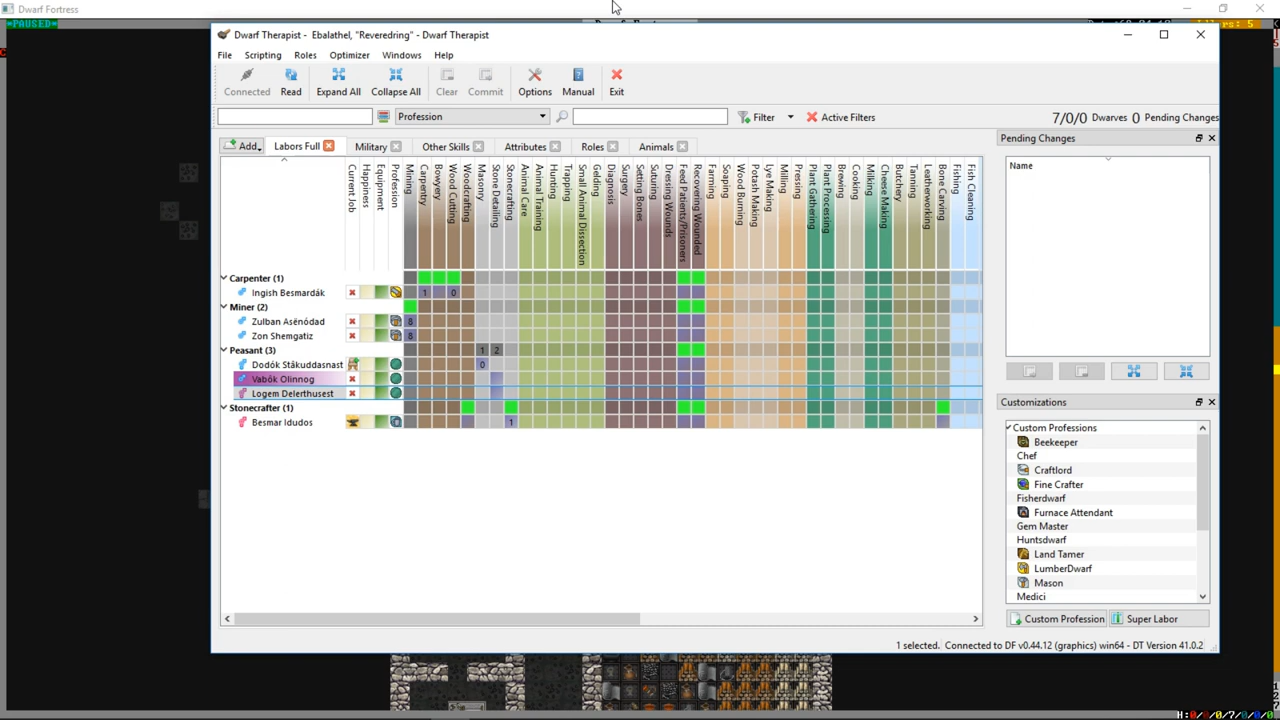 Dwarf Fortress
*PAUSED*
Dwarf Therapist - Ebalathel, "Reveredring" - Dwarf Therapist
File Scripting Roles Optimizer Windows Help
Connected Read Expand All Collapse All Clear Commit Options Manual Exit
Profession Filter Active Filters 7/0/0 Dwarves 0 Pending Changes
Add... Labors Full Military Other Skills Attributes Roles Animals
Pending Changes
Name
Current Job
Happiness
Equipment
Profession
Mining
Carpentry
Bowyery
Wood Cutting
Woodcrafting
Masonry
Stone Detailing
Stonecrafting
Animal Care
Animal Training
Hunting
Trapping
Small Animal Dissection
Gelding
Diagnosis
Surgery
Setting Bones
Suturing
Dressing Wounds
Feed Patients/Prisoners
Recovering Wounded
Farming
Soaping
Wood Burning
Potash Making
Lye Making
Milling
Pressing
Plant Gathering
Plant Processing
Brewing
Cooking
Milking
Cheese Making
Butchery
Tanning
Leatherworking
Bone Carving
Fishing
Fish Cleaning
Carpenter (1)
Ingish Besmardák 1 0
Miner (2)
Zulban Asënódad 8
Zon Shemgatiz 8
Peasant (3) 1 2
Dodók Stâkuddasnast 0
Vabôk Olinnog
Logem Delerthusest
Stonecrafter (1)
Besmar Idudos 1
Customizations
Custom Professions
Beekeeper
Chef
Craftlord
Fine Crafter
Fisherdwarf
Furnace Attendant
Gem Master
Huntsdwarf
Land Tamer
LumberDwarf
Mason
Medici
Custom Profession Super Labor
1 selected. Connected to DF v0.44.12 (graphics) win64 - DT Version 41.0.2